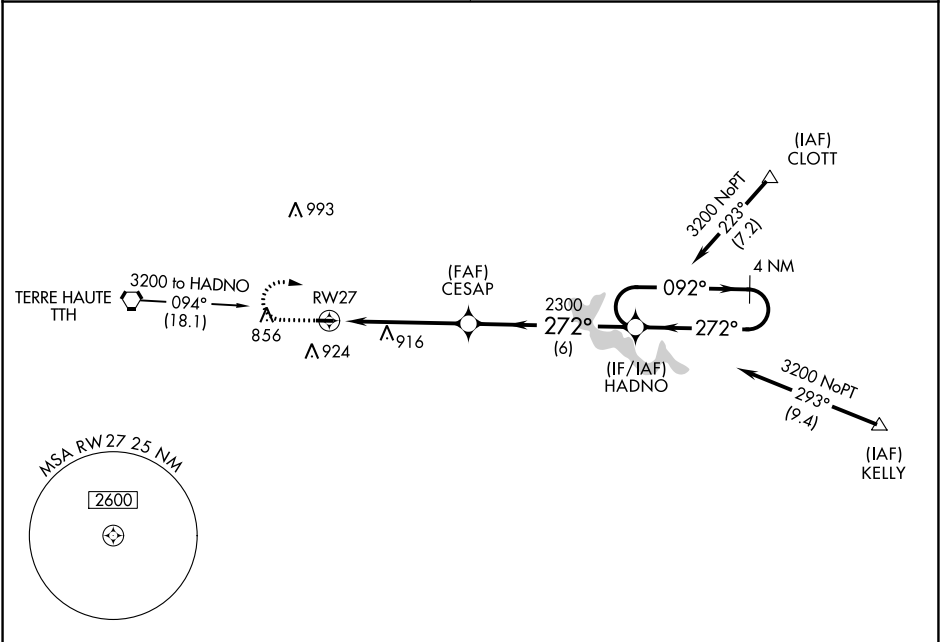 (IAF)
CLOTT
3200 NoPT
223°
(7.2)
993
4 NM
(FAF)
CESAP
3200 to HADNO
094°
(18.1)
TERRE HAUTE
TTH
RW27
092°
2300
272°
(6)
272°
856
924
916
(IF/IAF)
HADNO
3200 NoPT
293°
(9.4)
(IAF)
KELLY
MSA RW27 25 NM
2600